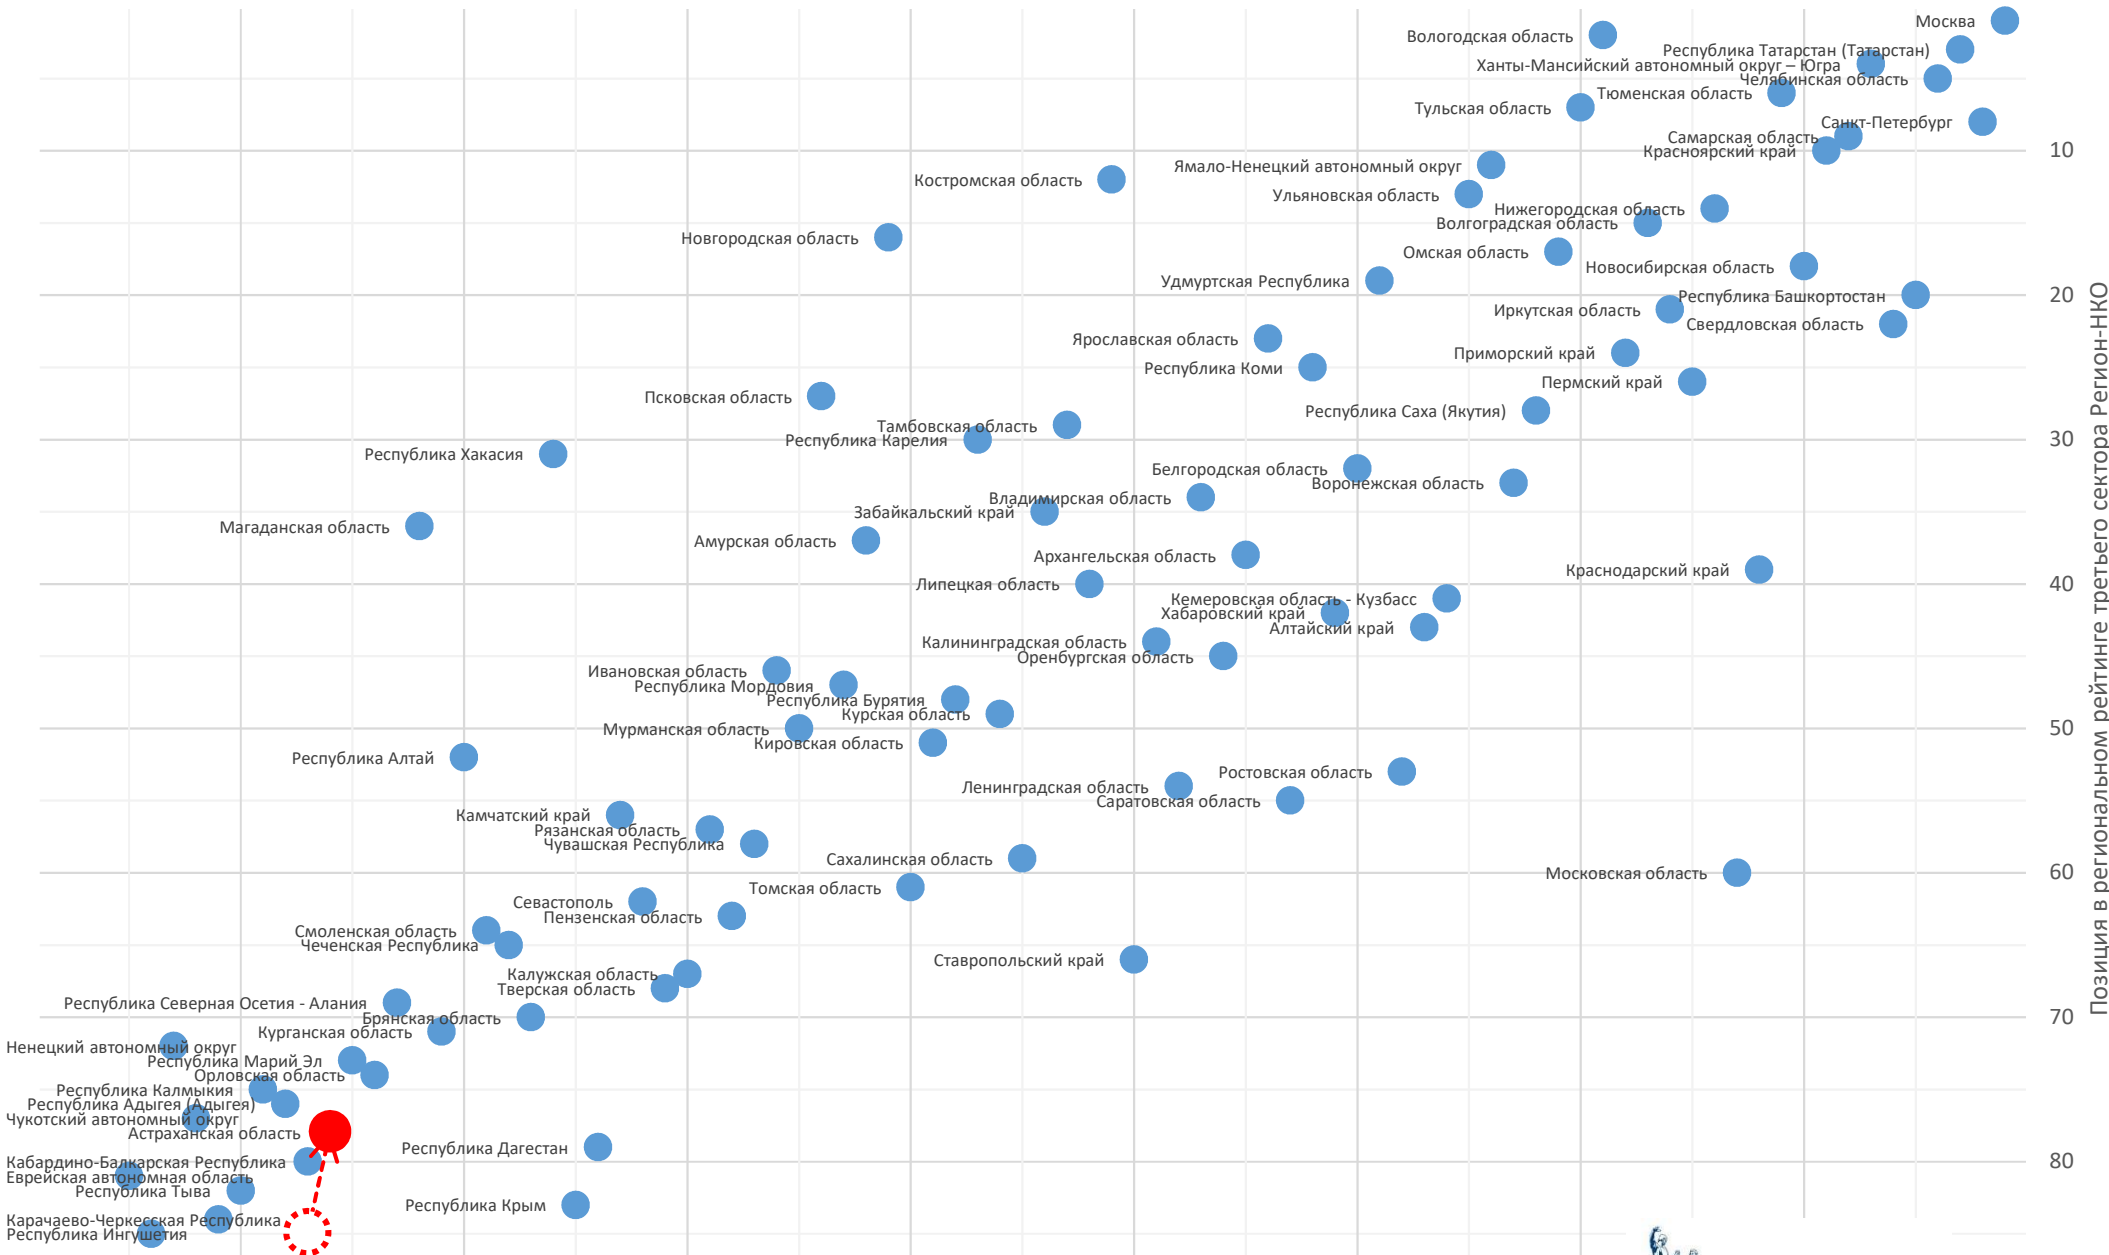 Москва
Вологодская область
Республика Татарстан (Татарстан)
Ханты-Мансийский автономный округ – Югра
Челябинская область
Тюменская область
Тульская область
Санкт-Петербург
Самарская область
Красноярский край
10
Ямало-Ненецкий автономный округ
Костромская область
Ульяновская область
Нижегородская область
Волгоградская область
Новгородская область
Омская область
Новосибирская область
Удмуртская Республика
Республика Башкортостан
20
Иркутская область
Свердловская область
Ярославская область
Приморский край
Республика Коми
Пермский край
Псковская область
Республика Саха (Якутия)
Тамбовская область
Республика Карелия
30
Республика Хакасия
Белгородская область
Воронежская область
Владимирская область
Забайкальский край
Магаданская область
Амурская область
Архангельская область
Краснодарский край
Липецкая область
40
Кемеровская область - Кузбасс
Хабаровский край
Алтайский край
Калининградская область
Оренбургская область
Ивановская область
Республика Мордовия
Республика Бурятия
Курская область
Мурманская область
50
Кировская область
Республика Алтай
Ростовская область
Ленинградская область
Саратовская область
Камчатский край
Рязанская область
Чувашская Республика
Сахалинская область
Московская область
60
Томская область
Севастополь
Пензенская область
Смоленская область
Чеченская Республика
Ставропольский край
Калужская область
Тверская область
Республика Северная Осетия - Алания
Брянская область
70
Курганская область
Ненецкий автономный округ
Республика Марий Эл
Орловская область
Республика Калмыкия
Республика Адыгея (Адыгея)
Чукотский автономный округ
Астраханская область
Республика Дагестан
Кабардино-Балкарская Республика
80
Еврейская автономная область
Республика Тыва
Республика Крым
Карачаево-Черкесская Республика
Республика Ингушетия
Позиция в региональном рейтинге третьего сектора Регион-НКО